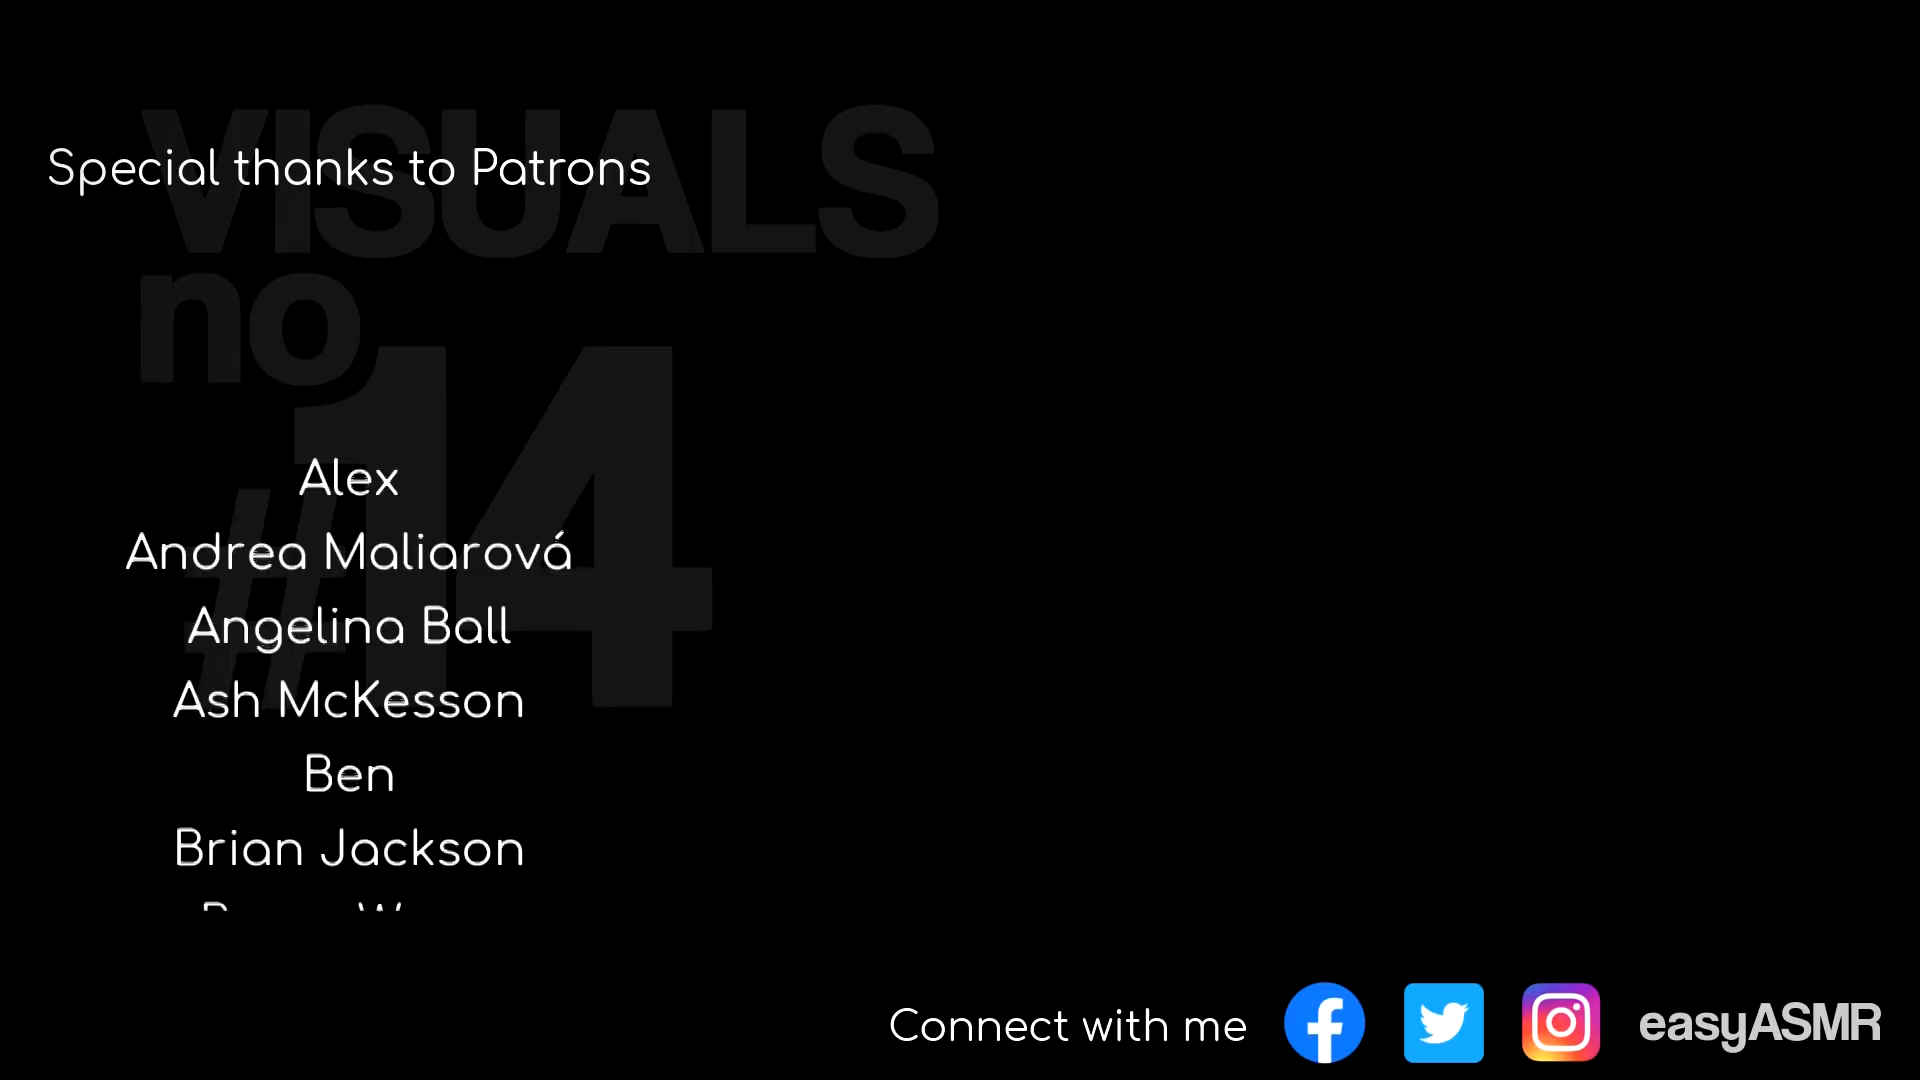 VISUALS
Special thanks to Patrons
no
#14
Alex
Andrea Maliarová
Angelina Ball
Ash McKesson
Ben
Brian Jackson
Connect with me
easyASMR